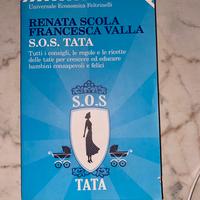 Universale Economica Feltrinelli
RENATA SCOLA
FRANCESCA VALLA
S.O.S. TATA
Tutti i consigli, le regole e le ricette
delle tate per crescere ed educare
bambini consapevoli e felici
S.O.S
TATA